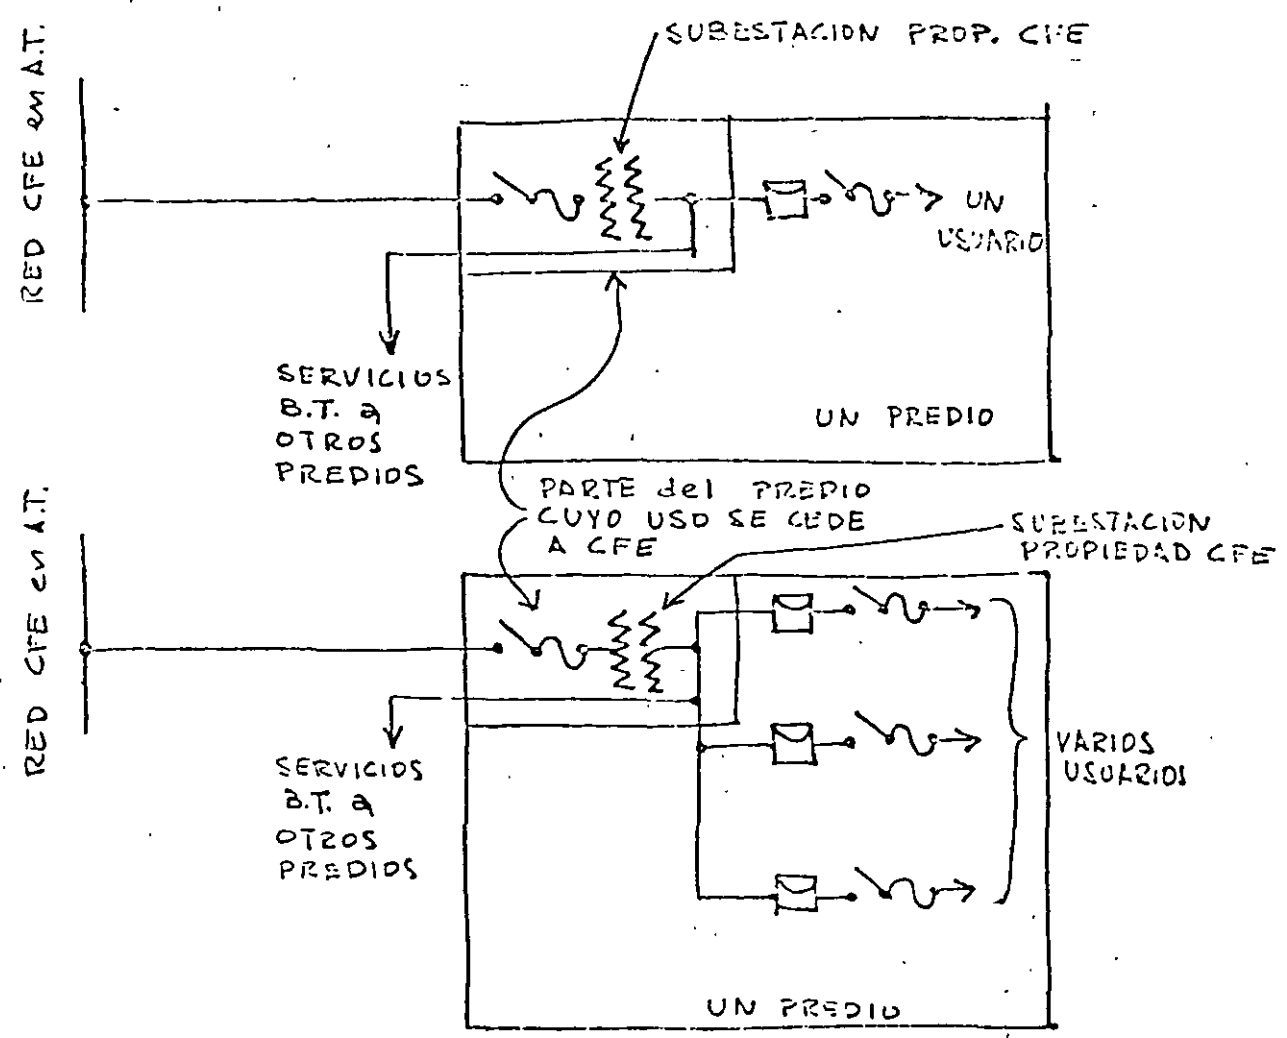 RED CFE en A.T.
SUBESTACION PROP. CFE
UN
USUARIO
SERVICIOS
B.T. a
OTROS
PREDIOS
UN PREDIO
PARTE del PREDIO
CUYO USO SE CEDE
A CFE
SUBESTACION
PROPIEDAD CFE
RED CFE en A.T.
SERVICIOS
B.T. a
OTROS
PREDIOS
VARIOS
USUARIOS
UN PREDIO